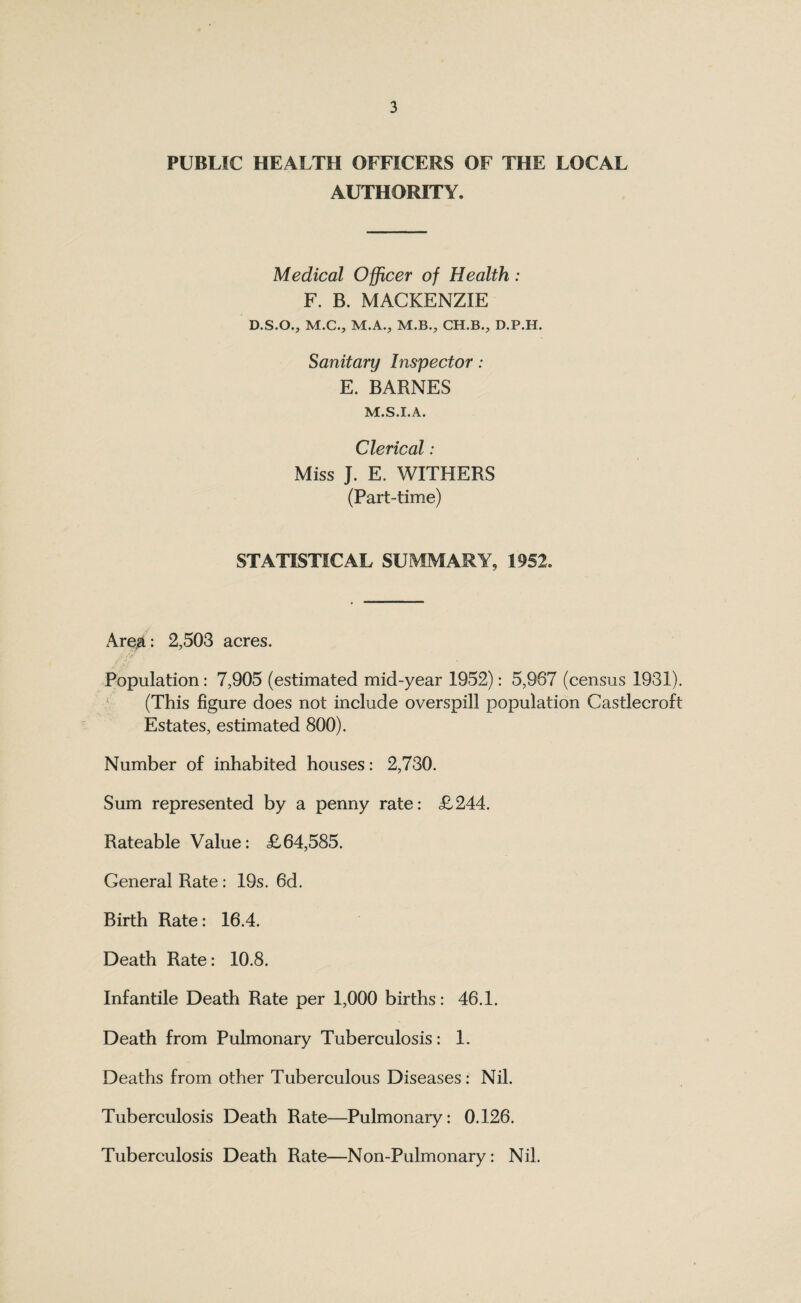 3
PUBLIC HEALTH OFFICERS OF THE LOCAL
AUTHORITY.
Medical Officer of Health :
F. B. MACKENZIE
D.S.O., M.C., M.A., M.B., CH.B., D.P.H.
Sanitary Inspector :
E. BARNES
M.S.I.A.
Clerical :
Miss J. E. WITHERS
(Part-time)
STATISTICAL SUMMARY, 1952.
Area : 2,503 acres.
Population : 7,905 (estimated mid-year 1952) : 5,967 (census 1931).
(This figure does not include overspill population Castlecroft
Estates, estimated 800).
Number of inhabited houses : 2,730.
Sum represented by a penny rate : £244.
Rateable Value : £64,585.
General Rate : 19s. 6d.
Birth Rate : 16.4.
Death Rate : 10.8.
Infantile Death Rate per 1,000 births : 46.1.
Death from Pulmonary Tuberculosis : 1.
Deaths from other Tuberculous Diseases : Nil.
Tuberculosis Death Rate—Pulmonary : 0.126.
Tuberculosis Death Rate—Non-Pulmonary : Nil.